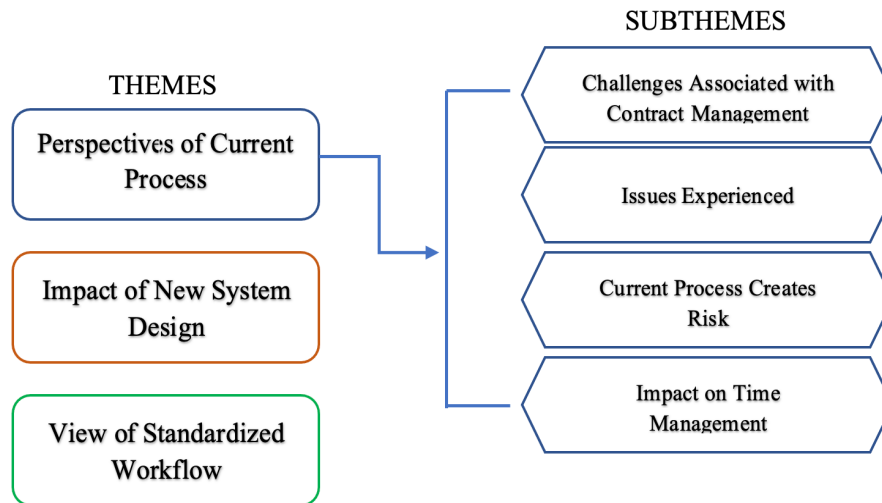 THEMES
Perspectives of Current
Process
Impact of New System
Design
View of Standardized
Workflow
SUBTHEMES
Challenges Associated with
Contract Management
Issues Experienced
Current Process Creates
Risk
Impact on Time
Management